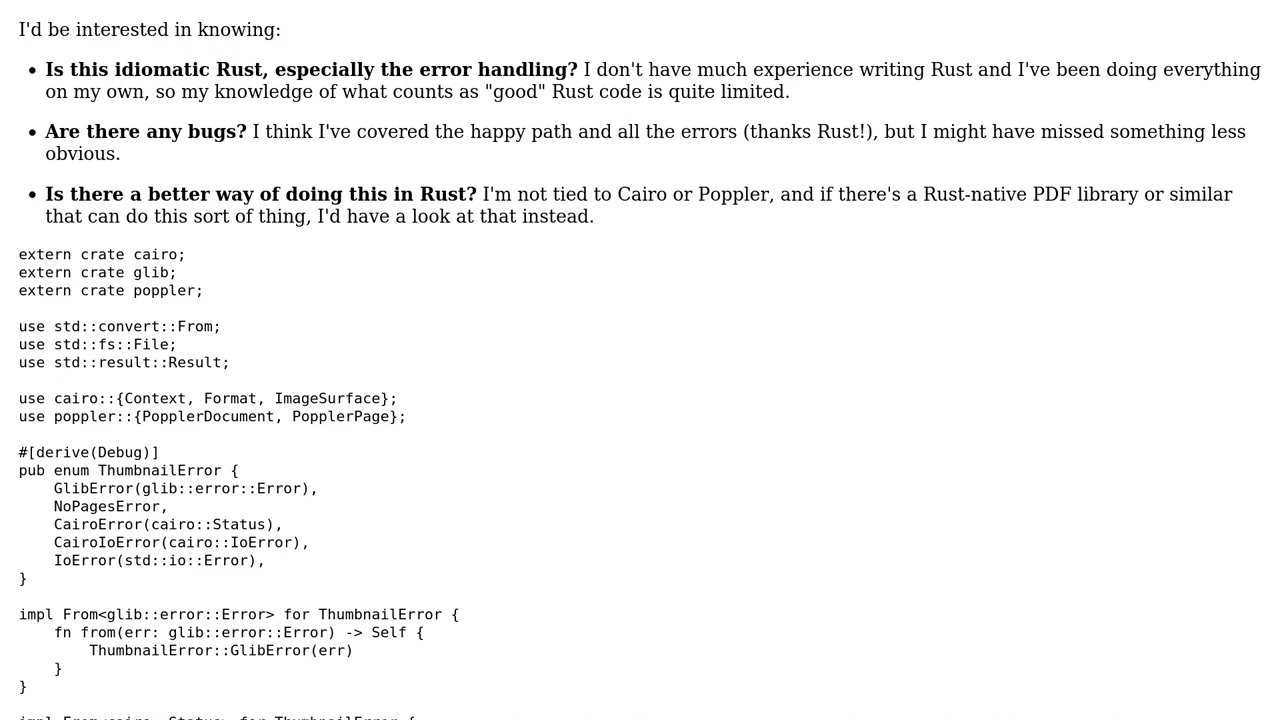 I'd be interested in knowing:
• Is this idiomatic Rust, especially the error handling? I don't have much experience writing Rust and I've been doing everything
on my own, so my knowledge of what counts as "good" Rust code is quite limited.
• Are there any bugs? I think I've covered the happy path and all the errors (thanks Rust!), but I might have missed something less
obvious.
• Is there a better way of doing this in Rust? I'm not tied to Cairo or Poppler, and if there's a Rust-native PDF library or similar
that can do this sort of thing, I'd have a look at that instead.
extern crate cairo;
extern crate glib;
extern crate poppler;
use std::convert::From;
use std::fs::File;
use std::result::Result;
use cairo::{Context, Format, ImageSurface};
use poppler::{PopplerDocument, PopplerPage};
#[derive(Debug)]
pub enum ThumbnailError {
    GlibError(glib::error::Error),
    NoPagesError,
    CairoError(cairo::Status),
    CairoIoError(cairo::IoError),
    IoError(std::io::Error),
}
impl From<glib::error::Error> for ThumbnailError {
    fn from(err: glib::error::Error) -> Self {
        ThumbnailError::GlibError(err)
    }
}
impl From<cairo::Status> for ThumbnailError {